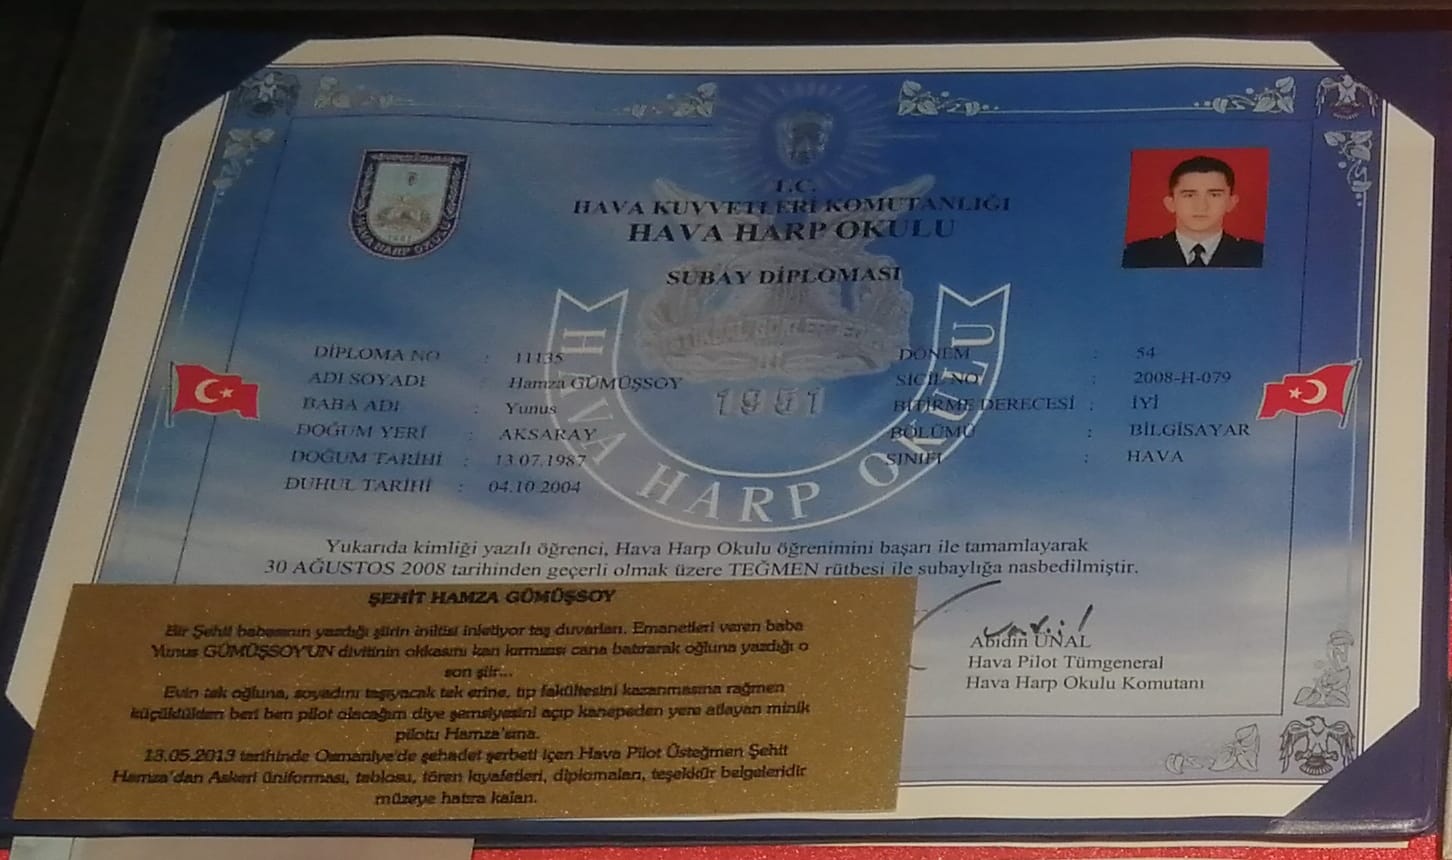 T.C.
HAVA KUVVETLERİ KOMUTANLIĞI
HAVA HARP OKULU
SUBAY DİPLOMASI
HAVA HARP OKULU
DİPLOMA NO : 11135
ADI SOYADI : Hamza GÜMÜŞSOY
BABA ADI : Yunus
DOĞUM YERİ : AKSARAY
DOĞUM TARİHİ : 13.07.1987
DUHUL TARİHİ : 04.10.2004
DÖNEM : 54
SİCİL NO : 2008-H-079
BİTİRME DERECESİ : İYİ
BÖLÜMÜ : BİLGİSAYAR
SINIFI : HAVA
1951
HAVA HARP OKULU
Yukarıda kimliği yazılı öğrenci, Hava Harp Okulu öğrenimini başarı ile tamamlayarak
30 AĞUSTOS 2008 tarihinden geçerli olmak üzere TEĞMEN rütbesi ile subaylığa nasbedilmiştir.
Abidin ÜNAL
Hava Pilot Tümgeneral
Hava Harp Okulu Komutanı
ŞEHİT HAMZA GÜMÜŞSOY
Bir Şehit babasının yazdığı şiirin iniltisi inletiyor taş duvarları. Emanetleri veren baba
Yunus GÜMÜŞSOY'UN divitinin okkasını kan kırmızısı cana batırarak oğluna yazdığı o
son şiir...
Evin tek oğluna, soyadını taşıyacak tek erine, tıp fakültesini kazanmasına rağmen
küçüklükten beri ben pilot olacağım diye şemsiyesini açıp kanepeden yere atlayan minik
pilotu Hamza'sına.
13.05.2013 tarihinde Osmaniye'de şehadet şerbeti içen Hava Pilot Üsteğmen Şehit
Hamza'dan Askeri üniforması, tablosu, tören kıyafetleri, diplomaları, teşekkür belgeleridir
müzeye hatıra kalan.